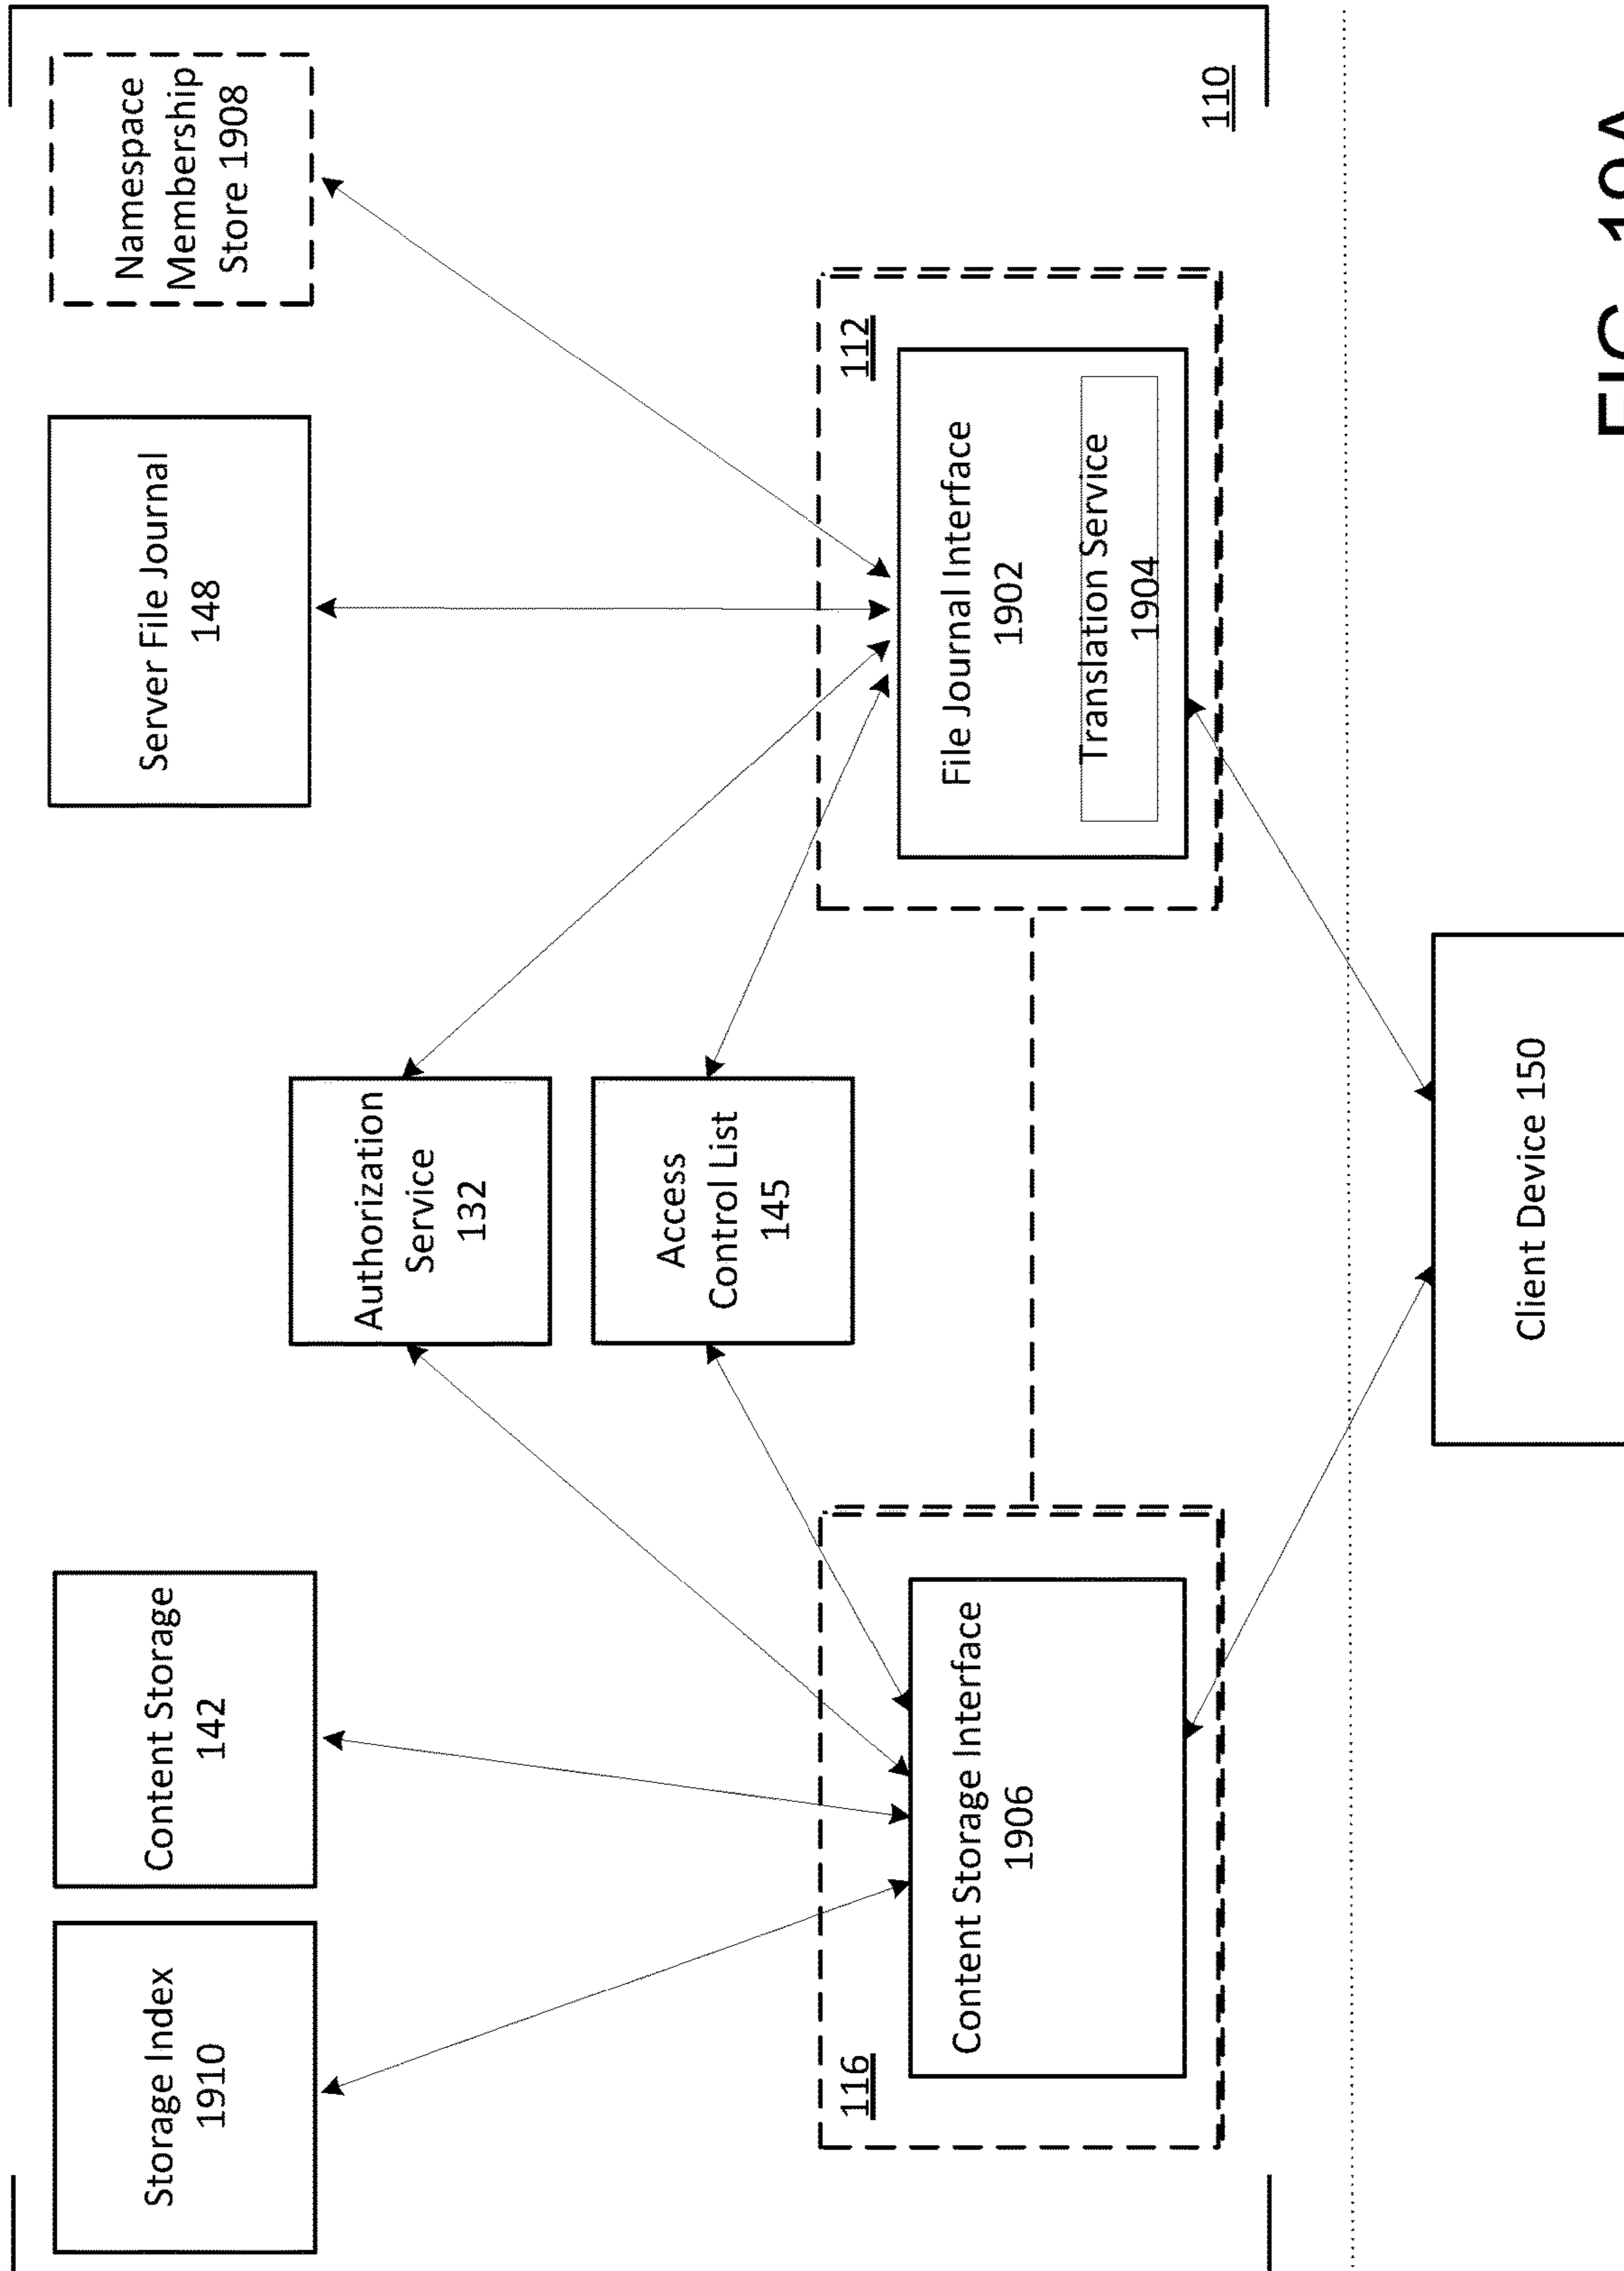 Storage Index
1910
Content Storage
142
Server File Journal
148
Namespace
Membership
Store 1908
Authorization
Service
132
Access
Control List
145
116
Content Storage Interface
1906
112
File Journal Interface
1902
Translation Service
1904
110
Client Device 150